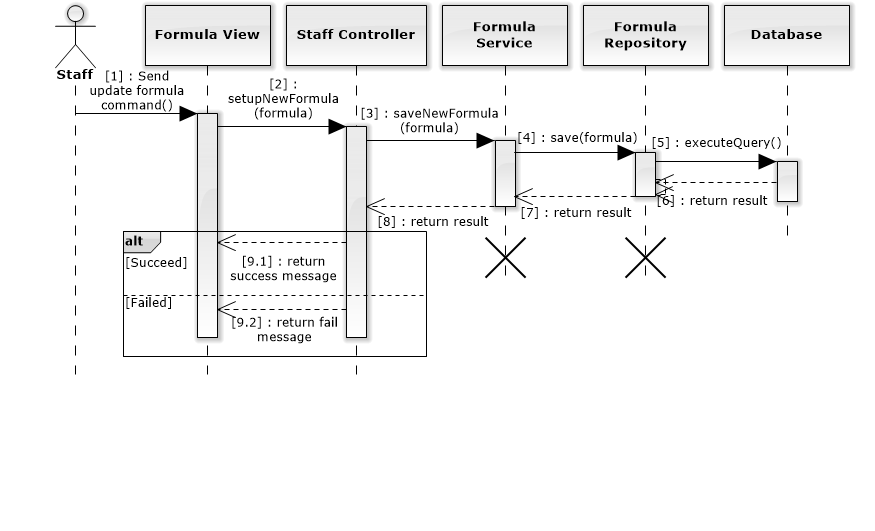 Formula View
Staff Controller
Formula
Service
Formula
Repository
Database
Staff
[1] : Send
update formula
command()
[2] :
setupNewFormula
(formula)
[3] : saveNewFormula
(formula)
[4] : save(formula)
[5] : executeQuery()
[6] : return result
[7] : return result
[8] : return result
alt
[Succeed]
[9.1] : return
success message
[Failed]
[9.2] : return fail
message